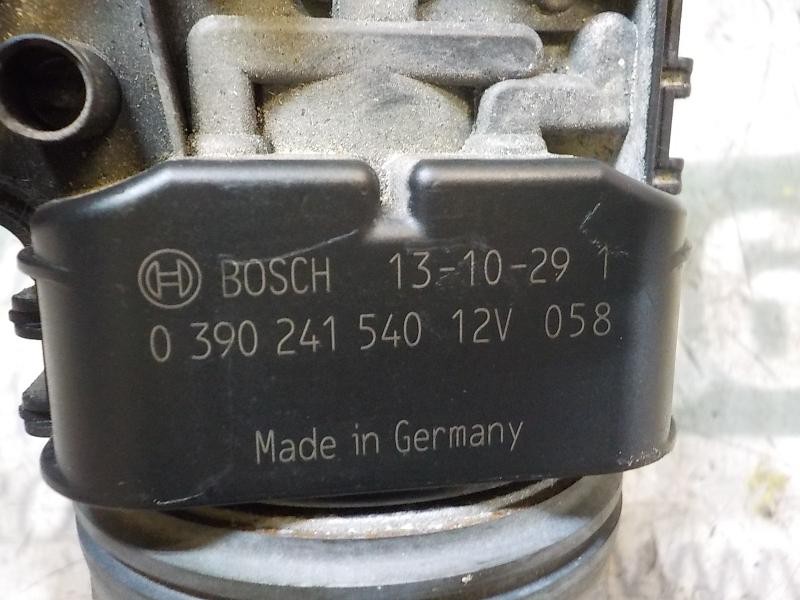 BOSCH 13-10-29 1
0 390 241 540 12V 058
Made in Germany